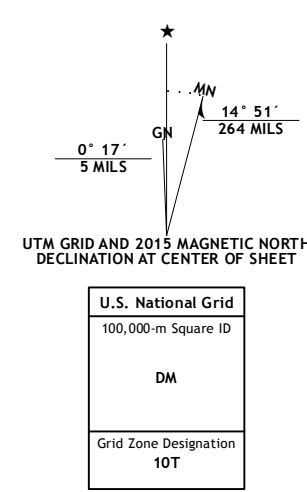 ★
MN
GN
14° 51´
264 MILS
0° 17´
5 MILS
UTM GRID AND 2015 MAGNETIC NORTH
DECLINATION AT CENTER OF SHEET
U.S. National Grid
100,000-m Square ID
DM
Grid Zone Designation
10T